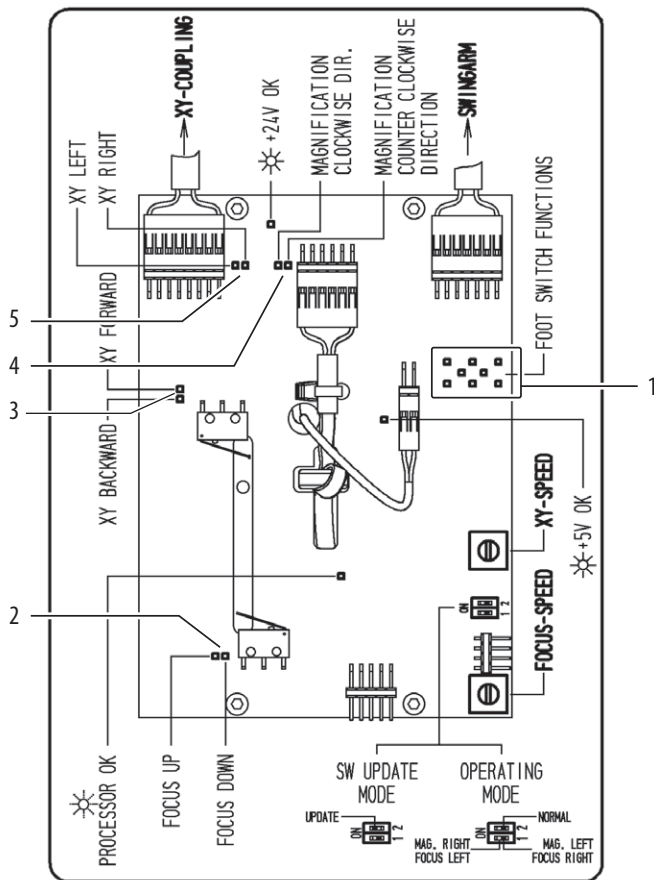 XY-COUPLING
XY LEFT
XY RIGHT
+24V OK
MAGNIFICATION
CLOCKWISE DIR.
MAGNIFICATION
COUNTER CLOCKWISE
DIRECTION
SWINGARM
FOOT SWITCH FUNCTIONS
5
4
XY FORWARD
3
1
XY BACKWARD
XY-SPEED
+5V OK
ON
1 2
2
FOCUS-SPEED
PROCESSOR OK
FOCUS UP
FOCUS DOWN
SW UPDATE
MODE
OPERATING
MODE
UPDATE
ON
1 2
NORMAL
ON
1 2
MAG. RIGHT
FOCUS LEFT
MAG. LEFT
FOCUS RIGHT